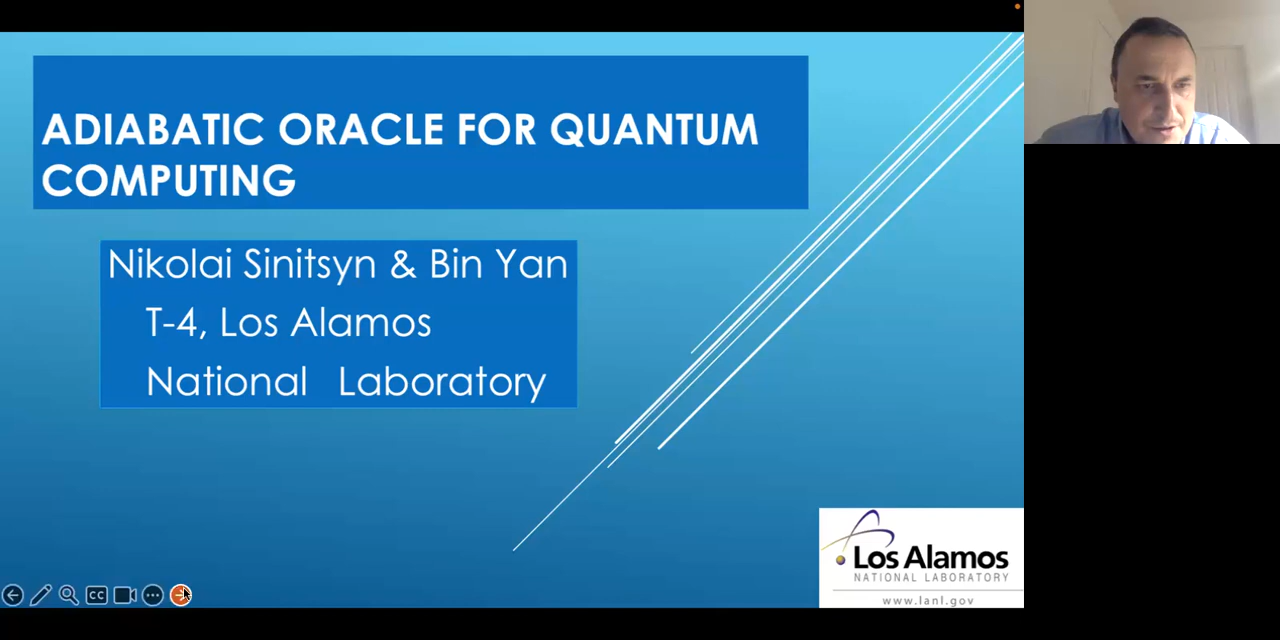 ADIABATIC ORACLE FOR QUANTUM
COMPUTING
Nikolai Sinitsyn & Bin Yan
T-4, Los Alamos
National Laboratory
Los Alamos
NATIONAL LABORATORY
www.lanl.gov
CC